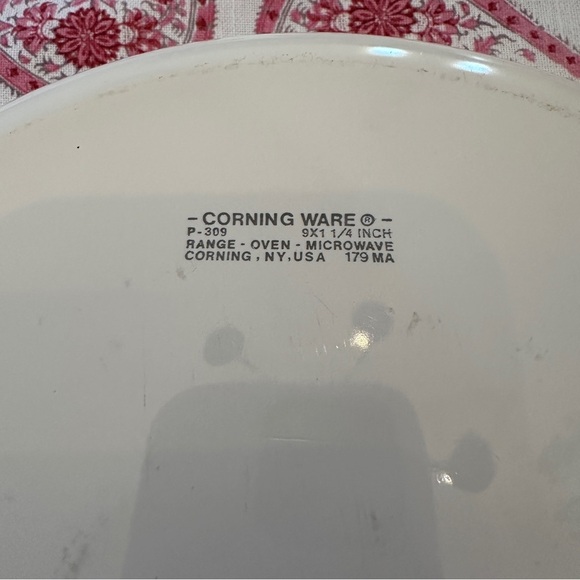 - CORNING WARE ® -
P-309 9X1 1/4 INCH
RANGE - OVEN - MICROWAVE
CORNING, NY, USA 179 MA